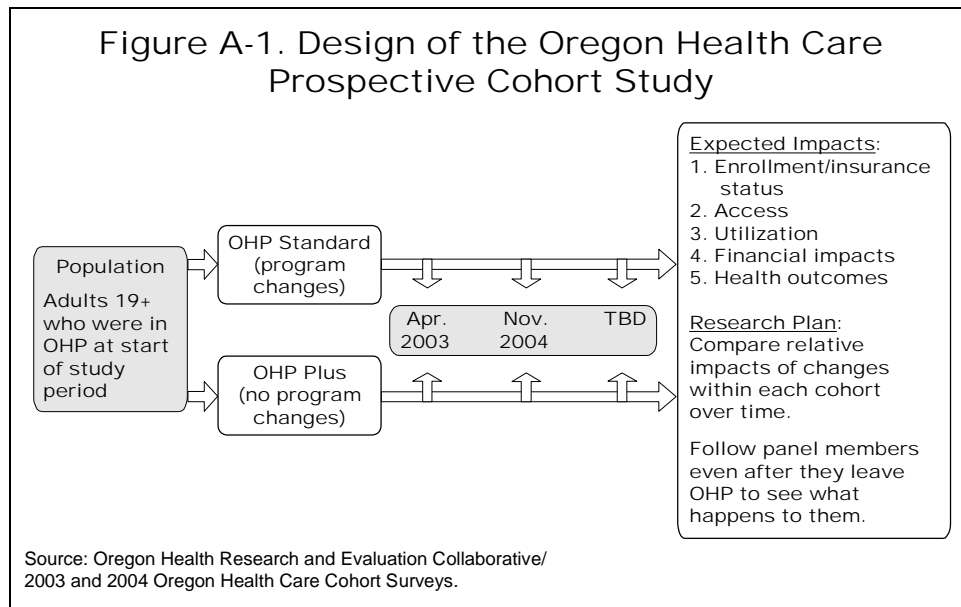 Figure A-1. Design of the Oregon Health Care
Prospective Cohort Study
Population
Adults 19+
who were in
OHP at start
of study
period
OHP Standard
(program
changes)
OHP Plus
(no program
changes)
Apr.
2003
Nov.
2004
TBD
Expected Impacts:
1. Enrollment/insurance
status
2. Access
3. Utilization
4. Financial impacts
5. Health outcomes
Research Plan:
Compare relative
impacts of changes
within each cohort
over time.
Follow panel members
even after they leave
OHP to see what
happens to them.
Source: Oregon Health Research and Evaluation Collaborative/
2003 and 2004 Oregon Health Care Cohort Surveys.